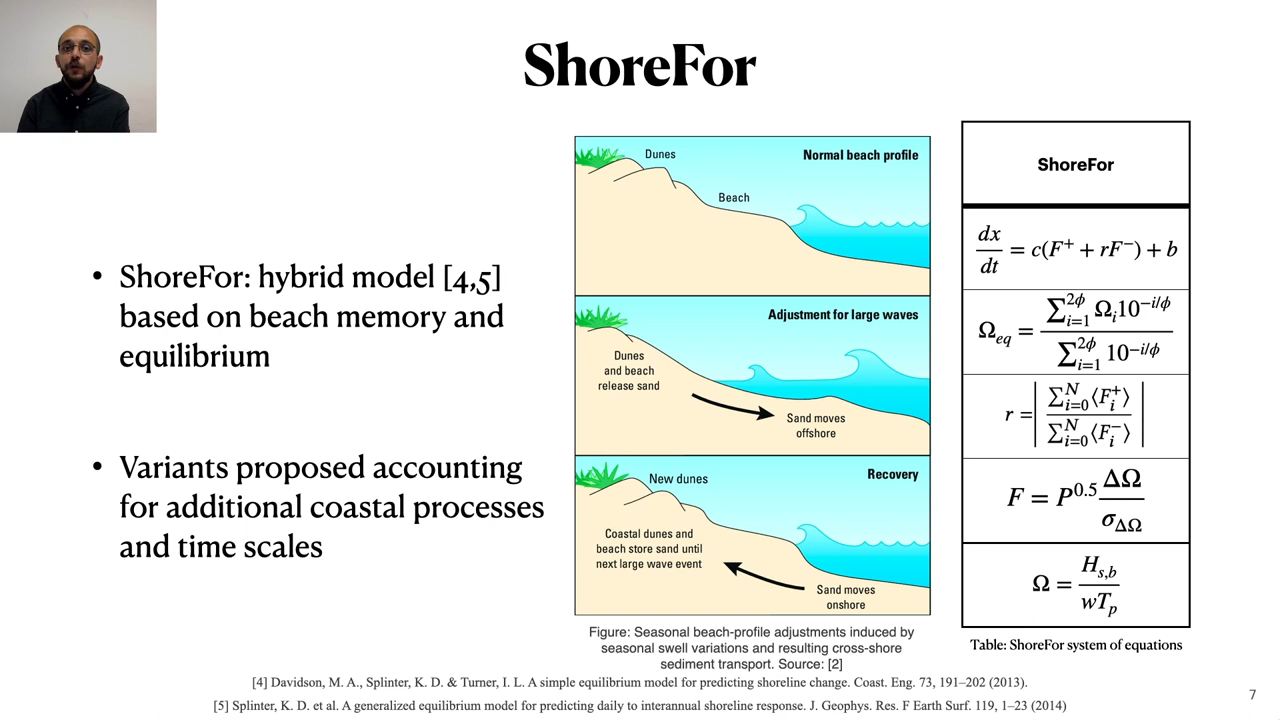 ShoreFor
• ShoreFor: hybrid model [4,5]
based on beach memory and
equilibrium
• Variants proposed accounting
for additional coastal processes
and time scales
Dunes
Normal beach profile
Beach
Adjustment for large waves
Dunes
and beach
release sand
Sand moves
offshore
New dunes
Recovery
Coastal dunes and
beach store sand until
next large wave event
Sand moves
onshore
Figure: Seasonal beach-profile adjustments induced by
seasonal swell variations and resulting cross-shore
sediment transport. Source: [2]
ShoreFor
dx/dt = c(F⁺ + rF⁻) + b
Ω_eq = ∑_{i=1}^{2ϕ} Ω_i 10^{−i/ϕ} / ∑_{i=1}^{2ϕ} 10^{−i/ϕ}
r = | ∑_{i=0}^{N} ⟨F_i^+⟩ / ∑_{i=0}^{N} ⟨F_i^−⟩ |
F = P^{0.5} ΔΩ / σ_{ΔΩ}
Ω = H_{s,b} / wT_p
Table: ShoreFor system of equations
[4] Davidson, M. A., Splinter, K. D. & Turner, I. L. A simple equilibrium model for predicting shoreline change. Coast. Eng. 73, 191–202 (2013).
[5] Splinter, K. D. et al. A generalized equilibrium model for predicting daily to interannual shoreline response. J. Geophys. Res. F Earth Surf. 119, 1–23 (2014)
7